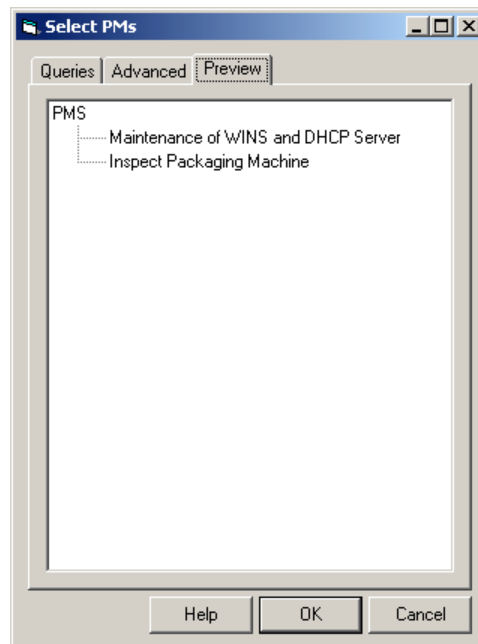 Select PMs
Queries Advanced Preview
PMS
Maintenance of WINS and DHCP Server
Inspect Packaging Machine
Help OK Cancel